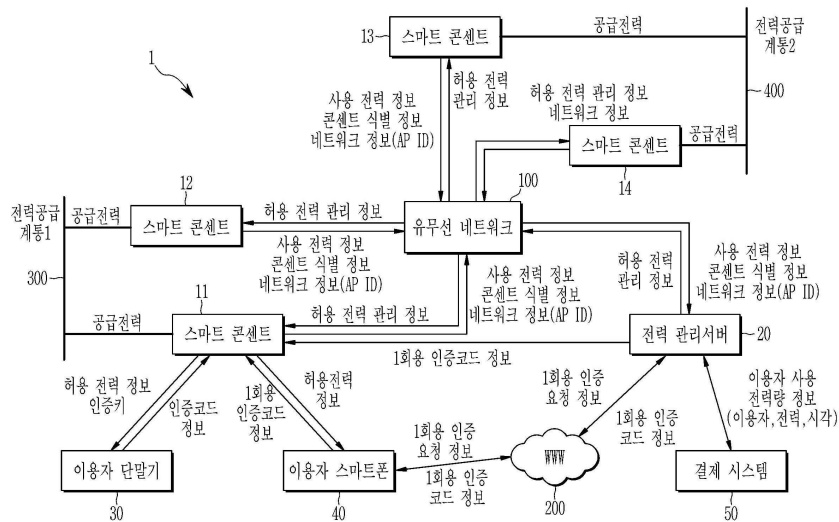 1
13
스마트 콘센트
공급전력
전력공급
계통2
400
사용 전력 정보
콘센트 식별 정보
네트워크 정보(AP ID)
허용 전력
관리 정보
허용 전력 관리 정보
네트워크 정보
스마트 콘센트
14
공급전력
전력공급
계통1
300
공급전력
12
스마트 콘센트
허용 전력 관리 정보
사용 전력 정보
콘센트 식별 정보
네트워크 정보(AP ID)
100
유무선 네트워크
사용 전력 정보
콘센트 식별 정보
네트워크 정보(AP ID)
허용 전력
관리 정보
사용 전력 정보
콘센트 식별 정보
네트워크 정보(AP ID)
공급전력
11
스마트 콘센트
허용 전력 관리 정보
1회용 인증코드 정보
전력 관리서버
20
허용 전력 정보
인증키
인증코드
정보
1회용
인증코드
정보
허용전력
정보
1회용 인증
요청 정보
1회용 인증
코드 정보
1회용 인증
요청 정보
1회용 인증
코드 정보
이용자 사용
전력량 정보
(이용자,전력,시각)
이용자 단말기
30
이용자 스마트폰
40
WWW
200
결제 시스템
50